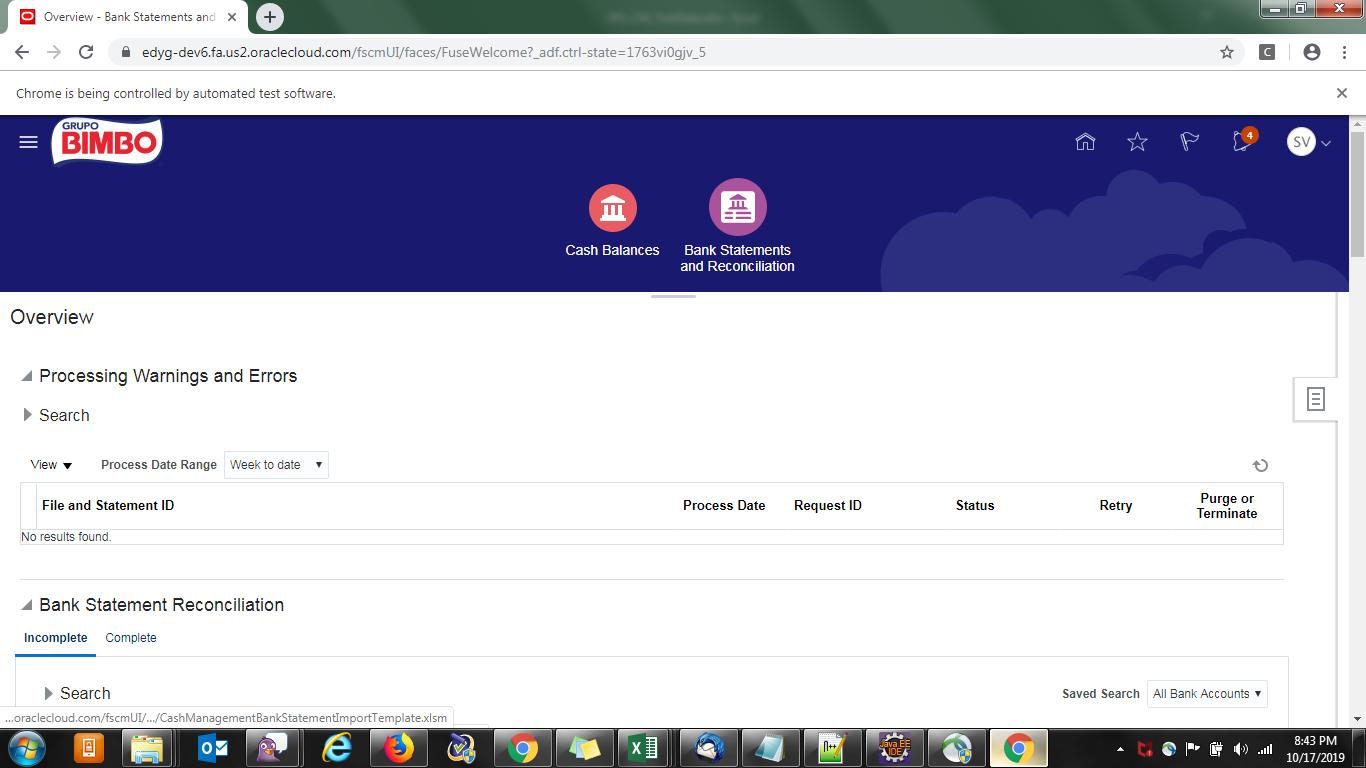 Overview - Bank Statements and
edyg-dev6.fa.us2.oraclecloud.com/fscmUI/faces/FuseWelcome?_adf.ctrl-state=1763vi0gjv_5
C
Chrome is being controlled by automated test software.
GRUPO
BIMBO
4
SV
Cash Balances
Bank Statements
and Reconciliation
Overview
Processing Warnings and Errors
Search
View
Process Date Range
Week to date
File and Statement ID
Process Date
Request ID
Status
Retry
Purge or
Terminate
No results found.
Bank Statement Reconciliation
Incomplete
Complete
Search
Saved Search
All Bank Accounts
...oraclecloud.com/fscmUI/.../CashManagementBankStatementImportTemplate.xlsm
Java EE
IDE
8:43 PM
10/17/2019